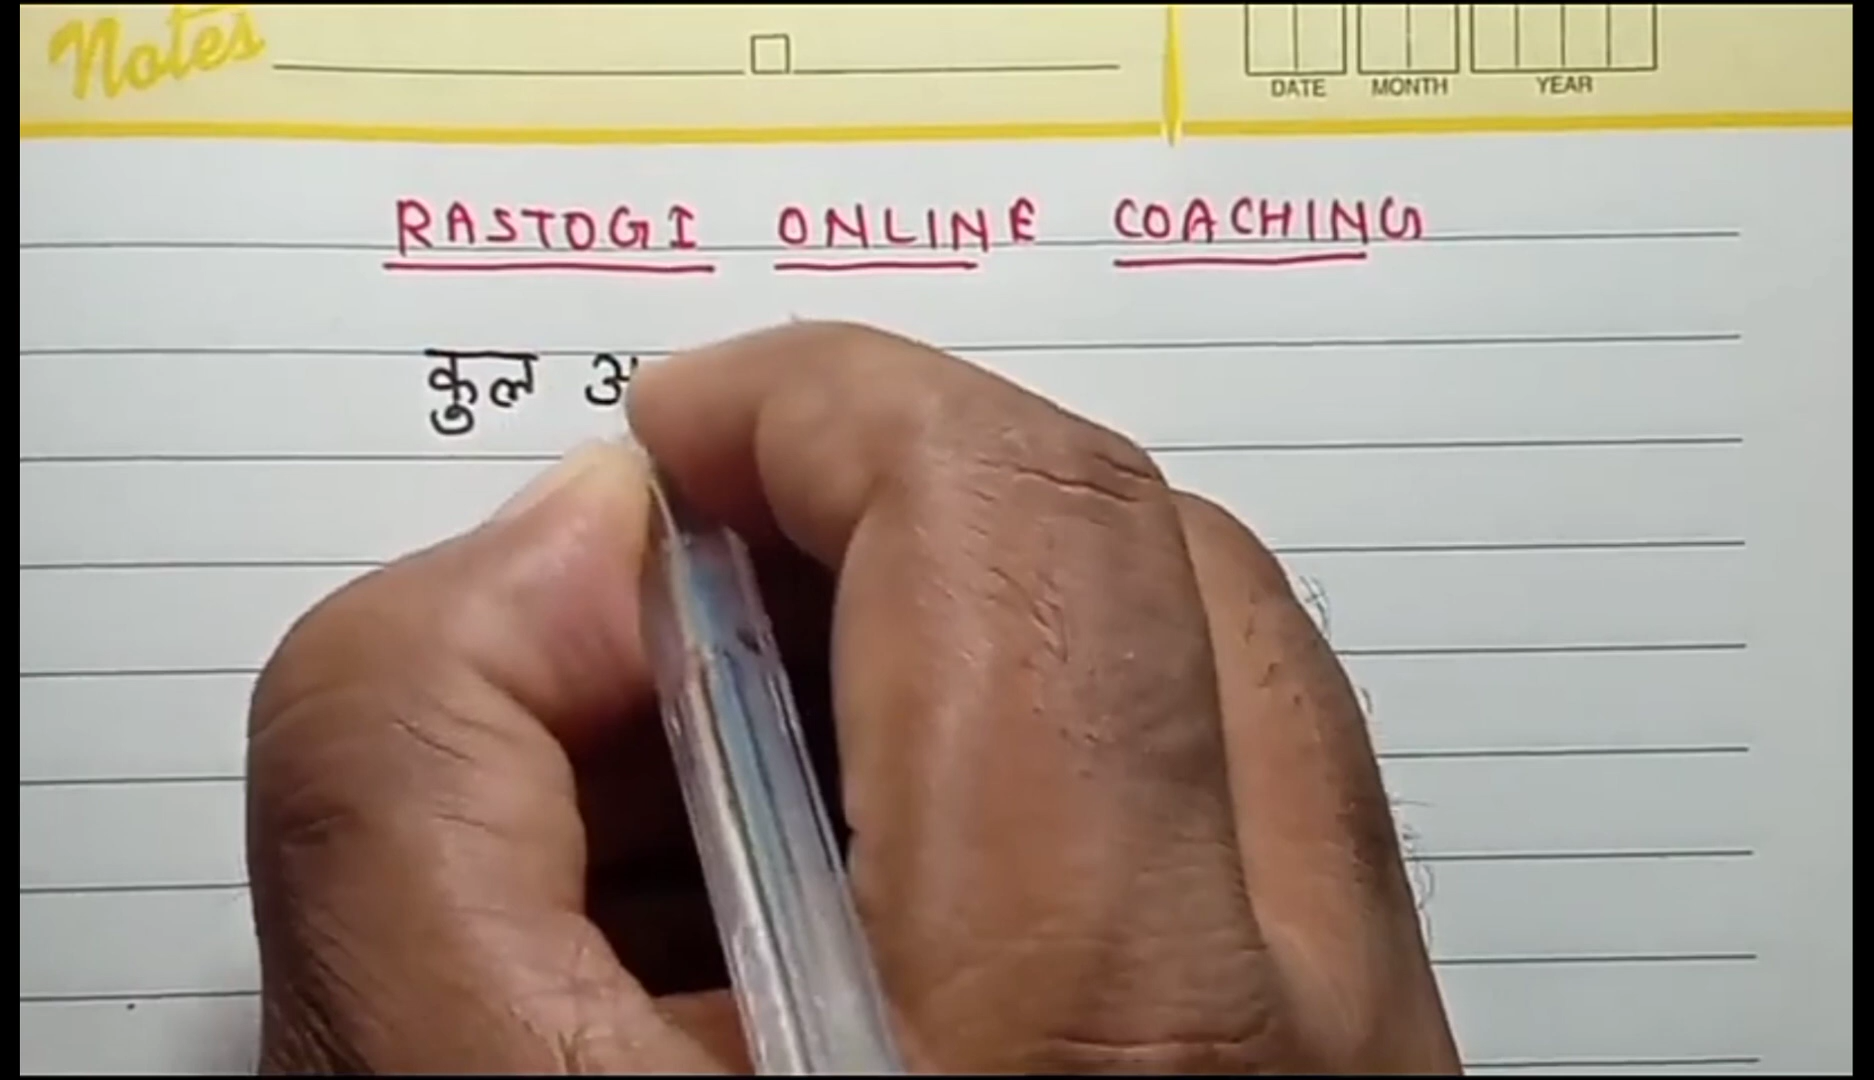 Notes
DATE MONTH YEAR
RASTOGI ONLINE COACHING
कुल